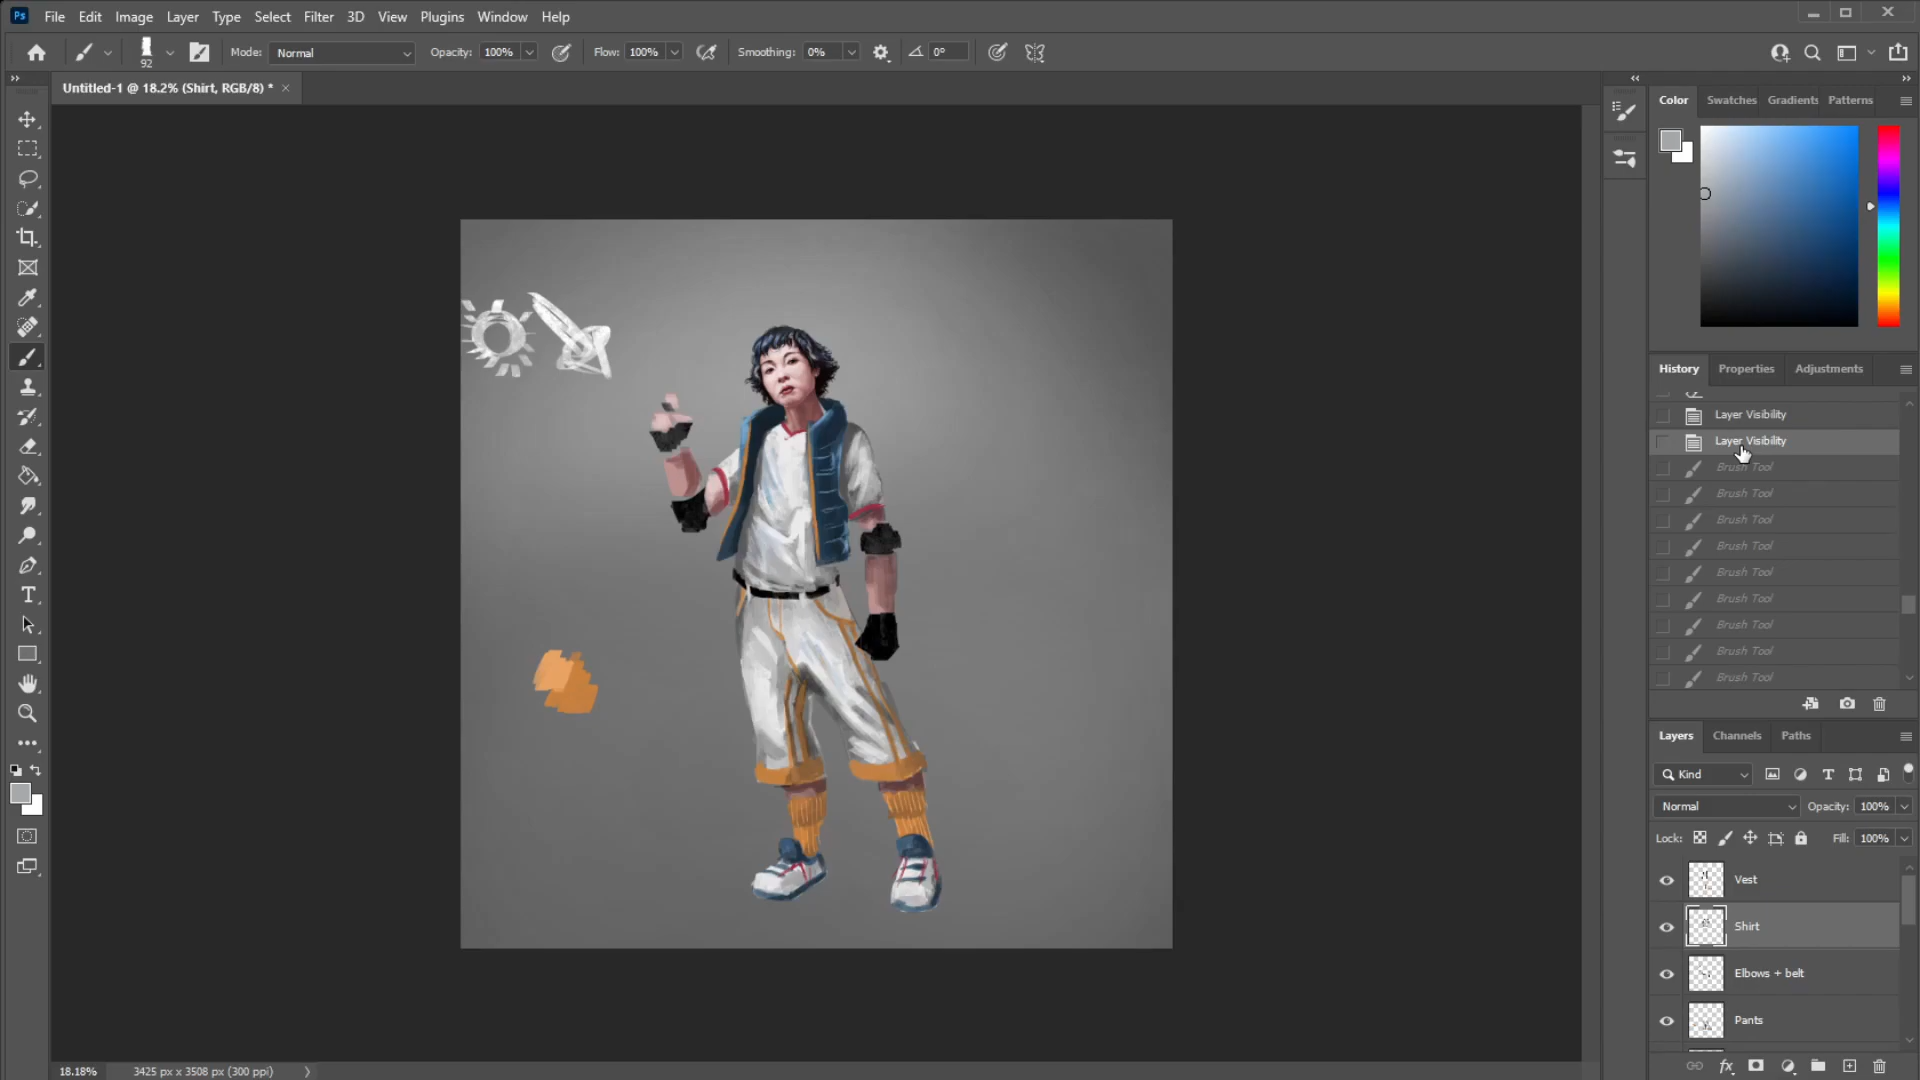 Ps File Edit Image Layer Type Select Filter 3D View Plugins Window Help
92 Mode: Normal Opacity: 100% Flow: 100% Smoothing: 0% 0°
Untitled-1 @ 18.2% (Shirt, RGB/8) * ×
Color Swatches Gradients Patterns
History Properties Adjustments
Layer Visibility
Layer Visibility
Brush Tool
Brush Tool
Brush Tool
Brush Tool
Brush Tool
Brush Tool
Brush Tool
Brush Tool
Brush Tool
Layers Channels Paths
Kind
Normal Opacity: 100%
Lock: Fill: 100%
Vest
Shirt
Elbows + belt
Pants
fx
18.18% 3425 px x 3508 px (300 ppi)